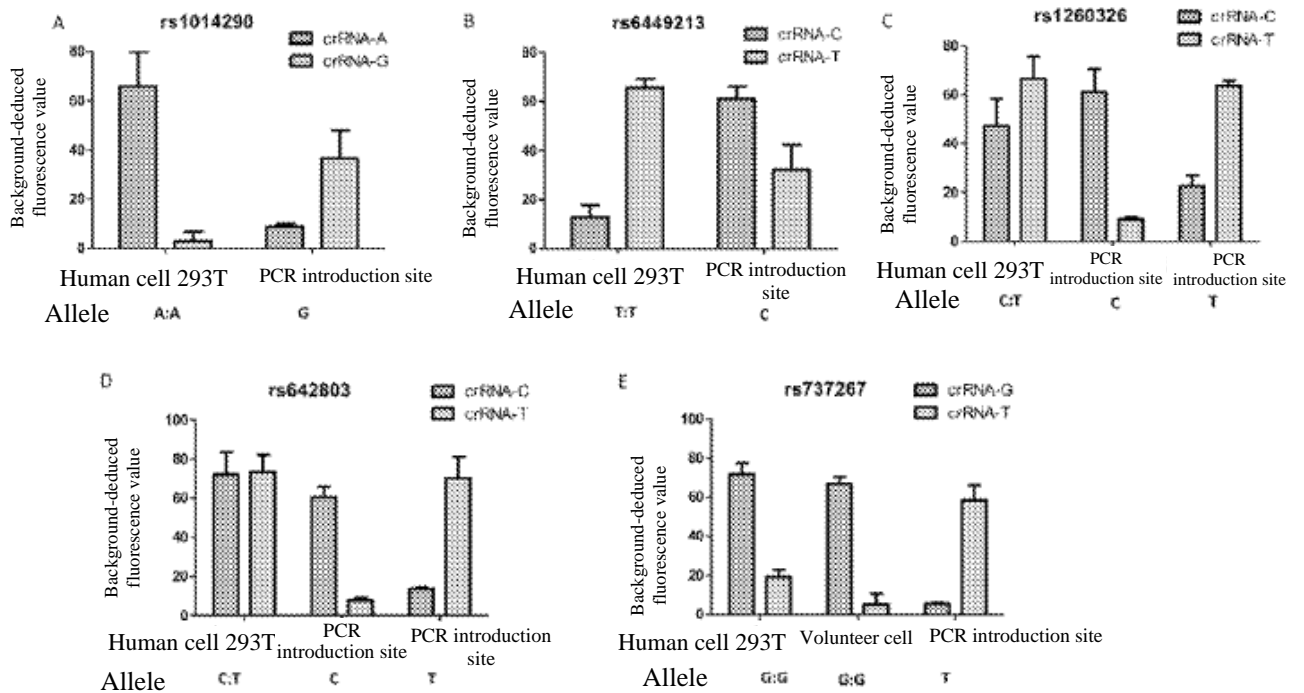 A
rs1014290
crRNA-A
crRNA-G
Background-deduced
fluorescence value
80
60
40
20
0
Human cell 293T
PCR introduction site
Allele
A:A
G
B
rs6449213
crRNA-C
crRNA-T
Background-deduced
fluorescence value
80
60
40
20
0
Human cell 293T
PCR introduction
site
Allele
T:T
C
C
rs1260326
crRNA-C
crRNA-T
Background-deduced
fluorescence value
80
60
40
20
0
Human cell 293T
PCR
introduction site
PCR
introduction site
Allele
C:T
C
T
D
rs642803
crRNA-C
crRNA-T
Background-deduced
fluorescence value
100
80
60
40
20
0
Human cell 293T
PCR
introduction site
PCR introduction
site
Allele
C:T
C
T
E
rs737267
crRNA-G
crRNA-T
Background-deduced
fluorescence value
100
80
60
40
20
0
Human cell 293T
Volunteer cell
PCR introduction site
Allele
G:G
G:G
T